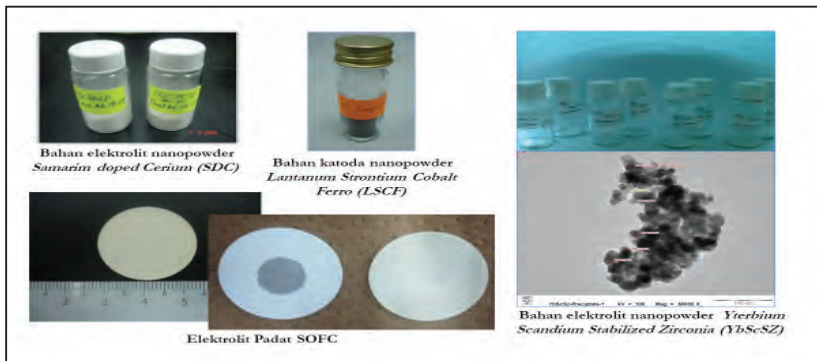 Bahan elektrolit nanopowder
Samarim doped Cerium (SDC)
Bahan katoda nanopowder
Lantanum Strontium Cobalt
Ferro (LSCF)
Elektrolit Padat SOFC
Bahan elektrolit nanopowder Yterbium
Scandium Stabilized Zirconia (YbScSZ)